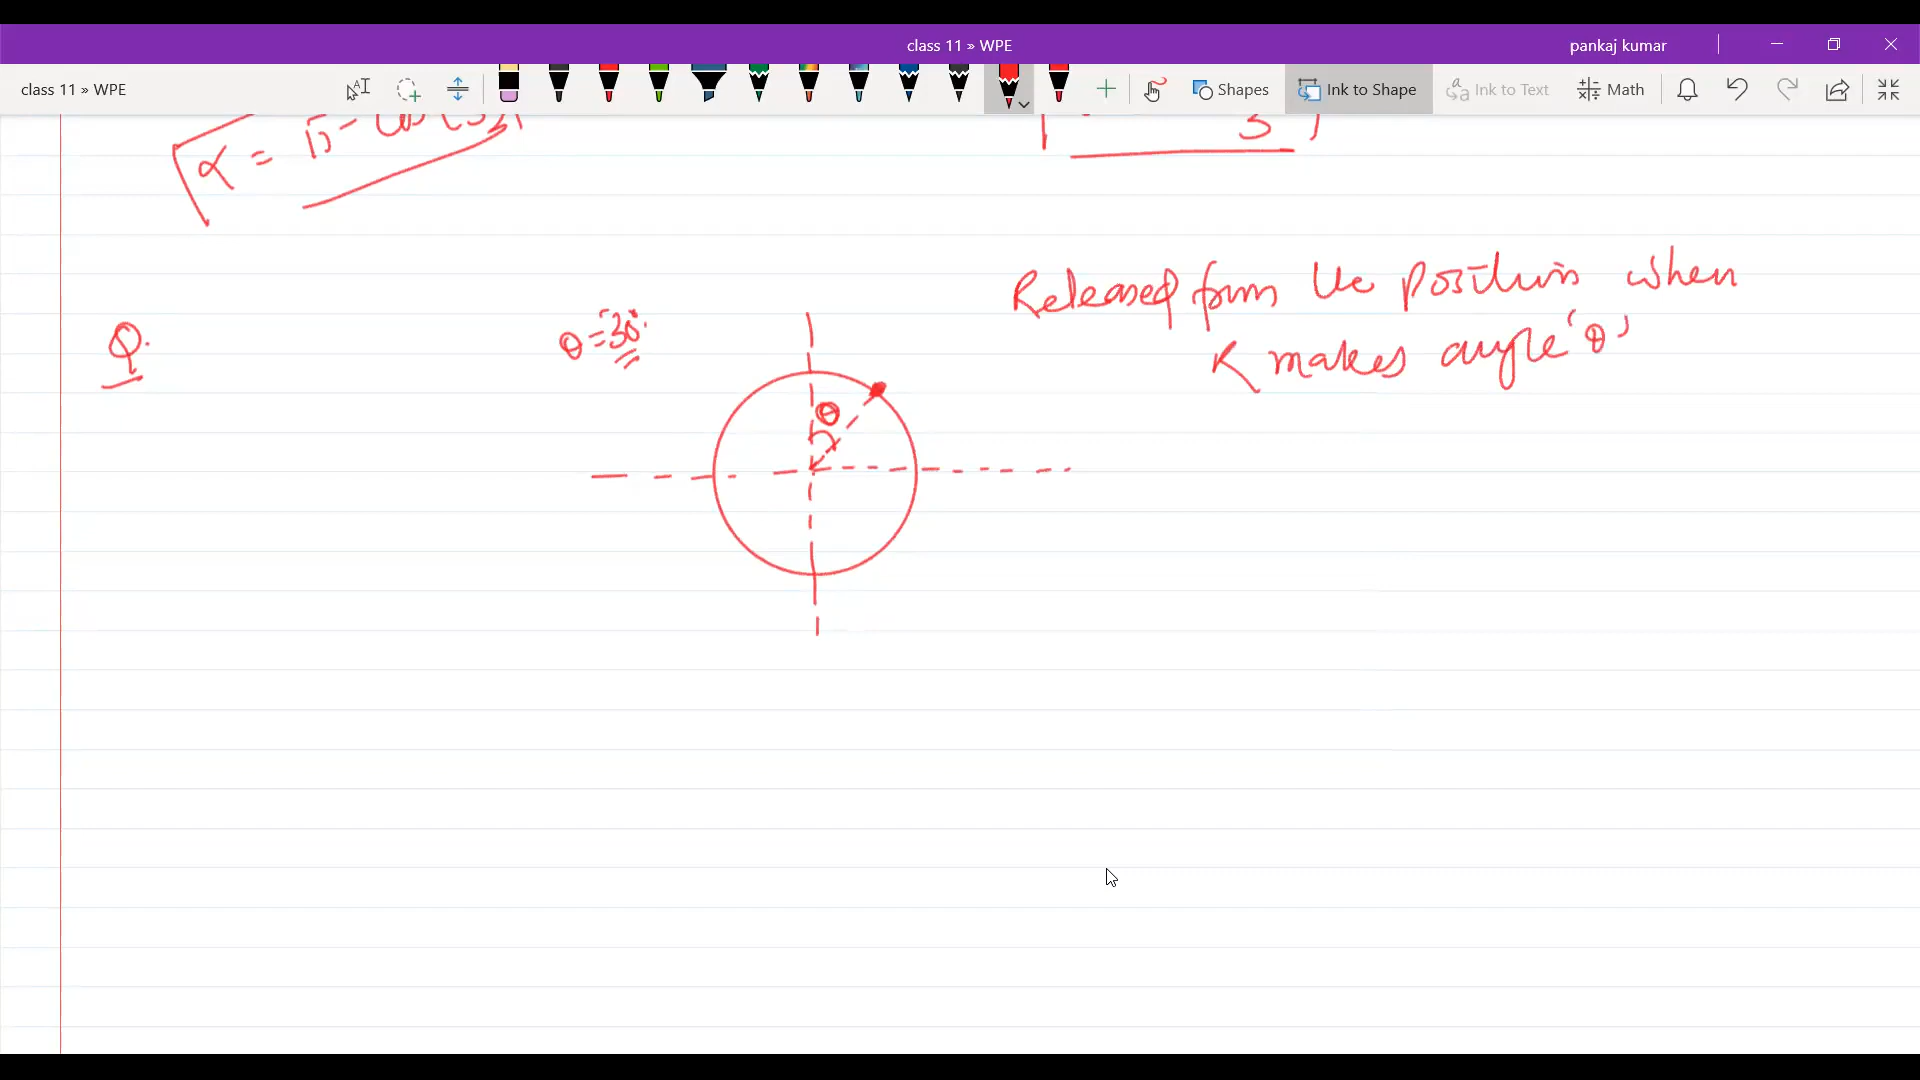 class 11 » WPE
pankaj kumar
class 11 » WPE
Shapes
Ink to Shape
Ink to Text
Math
α =
3
Released from the position when
R makes angle 'θ'
Q.
θ = 30°
θ